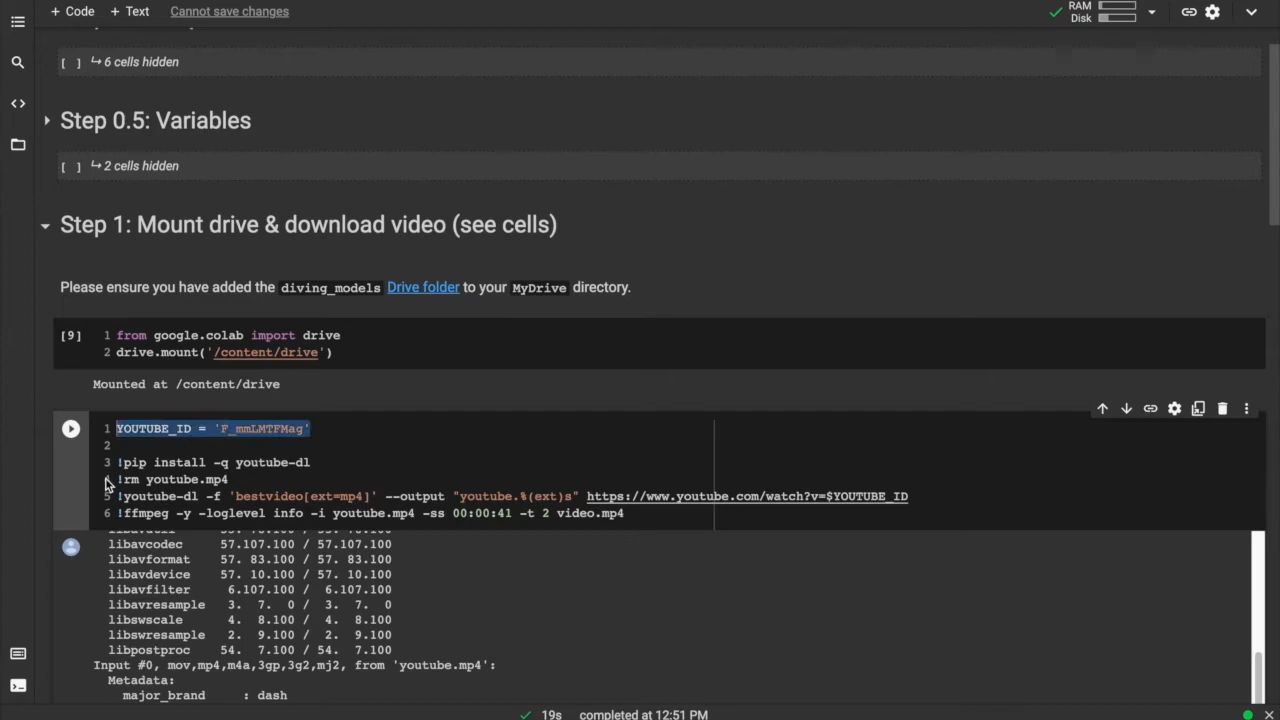 + Code + Text Cannot save changes
RAM
Disk
[ ] ↳ 6 cells hidden
Step 0.5: Variables
[ ] ↳ 2 cells hidden
Step 1: Mount drive & download video (see cells)
Please ensure you have added the diving_models Drive folder to your MyDrive directory.
[9] 1 from google.colab import drive
2 drive.mount('/content/drive')
Mounted at /content/drive
1 YOUTUBE_ID = 'F_mmLMTFMag'
2
3 !pip install -q youtube-dl
4 !rm youtube.mp4
5 !youtube-dl -f 'bestvideo[ext=mp4]' --output "youtube.%(ext)s" https://www.youtube.com/watch?v=$YOUTUBE_ID
6 !ffmpeg -y -loglevel info -i youtube.mp4 -ss 00:00:41 -t 2 video.mp4
libavcodec 57.107.100 / 57.107.100
libavformat 57. 83.100 / 57. 83.100
libavdevice 57. 10.100 / 57. 10.100
libavfilter 6.107.100 / 6.107.100
libavresample 3. 7. 0 / 3. 7. 0
libswscale 4. 8.100 / 4. 8.100
libswresample 2. 9.100 / 2. 9.100
libpostproc 54. 7.100 / 54. 7.100
Input #0, mov,mp4,m4a,3gp,3g2,mj2, from 'youtube.mp4':
Metadata:
major_brand : dash
19s completed at 12:51 PM